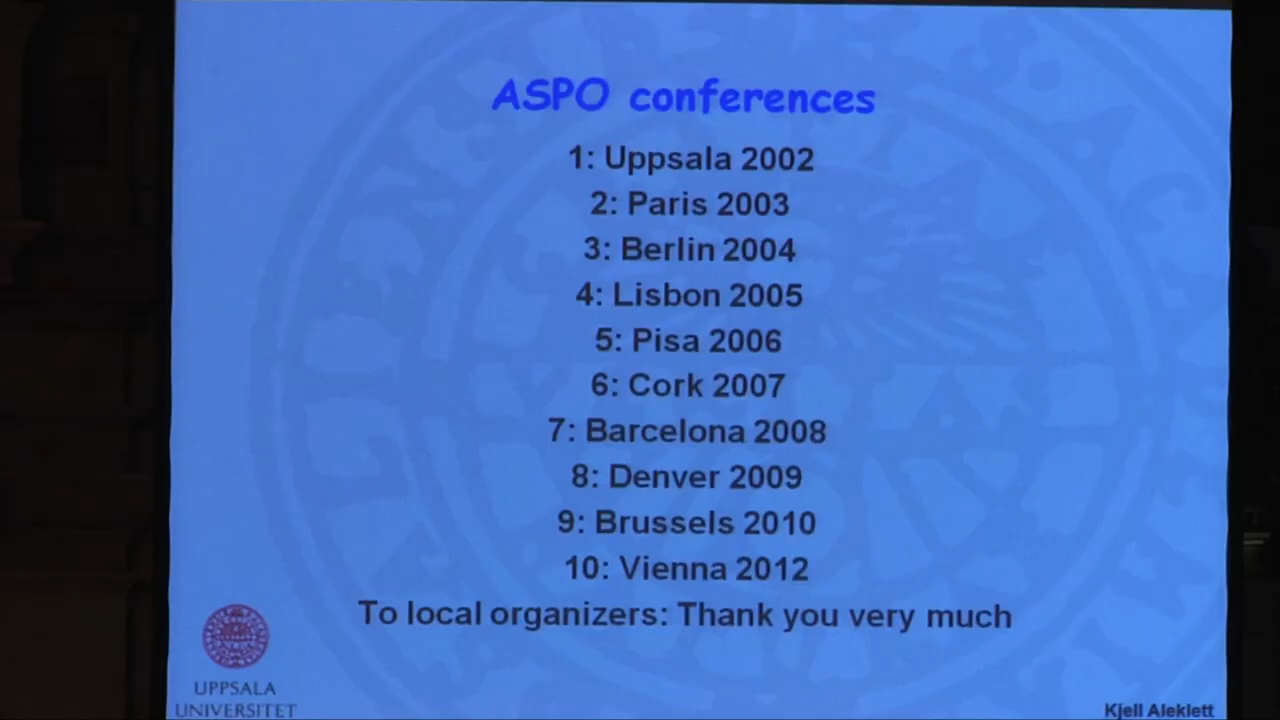 ASPO conferences
1: Uppsala 2002
2: Paris 2003
3: Berlin 2004
4: Lisbon 2005
5: Pisa 2006
6: Cork 2007
7: Barcelona 2008
8: Denver 2009
9: Brussels 2010
10: Vienna 2012
To local organizers: Thank you very much
UPPSALA
UNIVERSITET
Kjell Aleklett